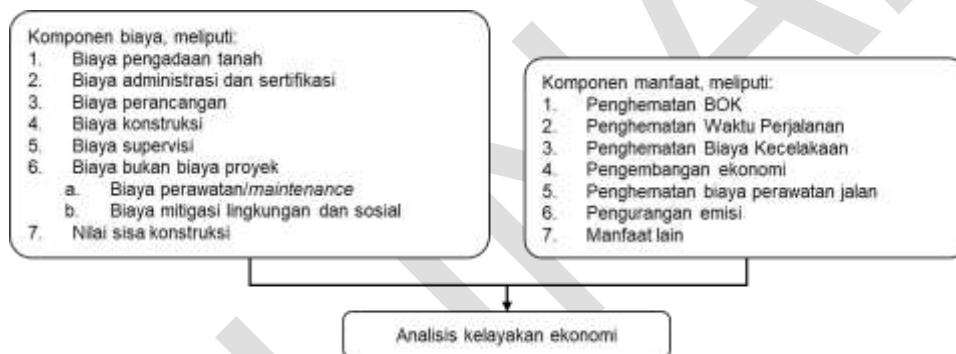 Komponen biaya, meliputi:
1. Biaya pengadaan tanah
2. Biaya administrasi dan sertifikasi
3. Biaya perancangan
4. Biaya konstruksi
5. Biaya supervisi
6. Biaya bukan biaya proyek
a. Biaya perawatan/maintenance
b. Biaya mitigasi lingkungan dan sosial
7. Nilai sisa konstruksi
Komponen manfaat, meliputi:
1. Penghematan BOK
2. Penghematan Waktu Perjalanan
3. Penghematan Biaya Kecelakaan
4. Pengembangan ekonomi
5. Penghematan biaya perawatan jalan
6. Pengurangan emisi
7. Manfaat lain
Analisis kelayakan ekonomi